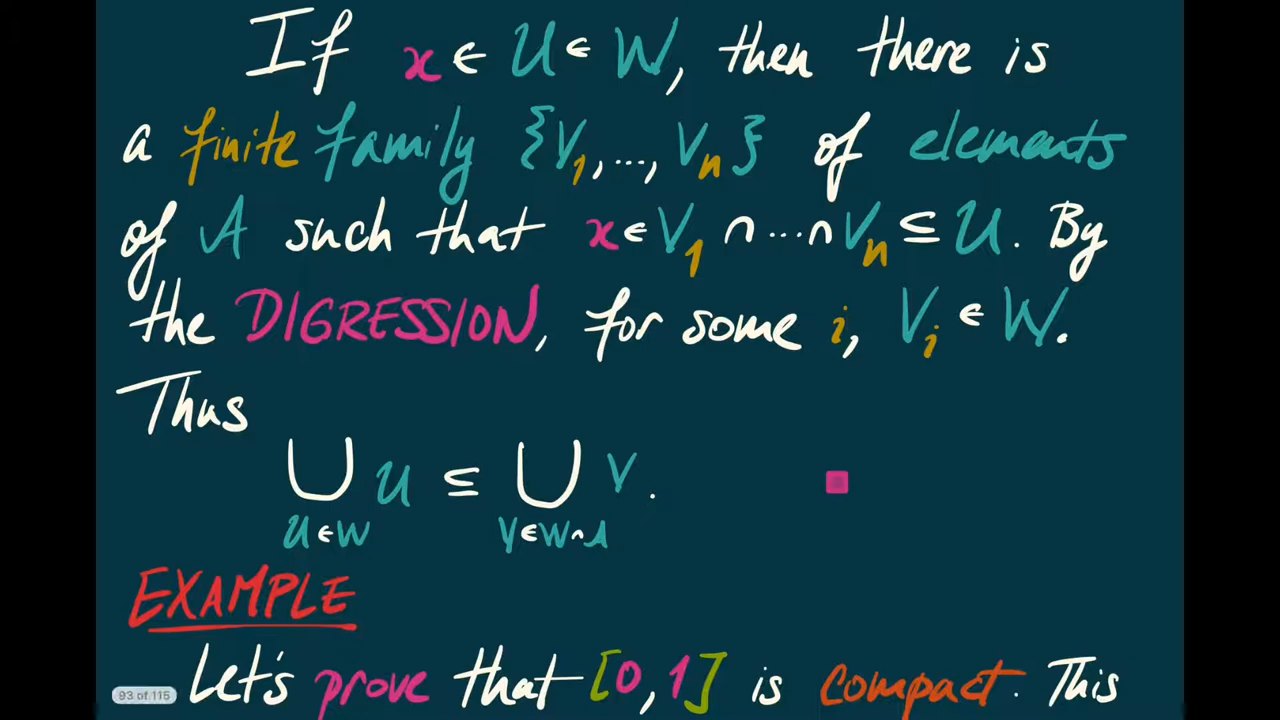 If x ∈ U ∈ W, then there is
a finite family {V₁, ..., Vₙ} of elements
of A such that x ∈ V₁ ∩ ... ∩ Vₙ ⊆ U. By
the DIGRESSION, for some i, Vᵢ ∈ W.
Thus
⋃ U ⊆ ⋃ V.
U∈W V∈W∩A
EXAMPLE
Let's prove that [0,1] is compact. This
93 of 115